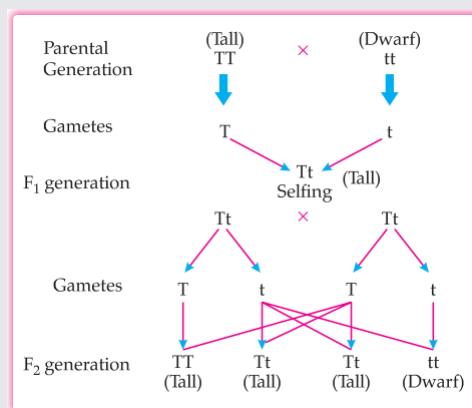 (Tall) (Dwarf)
Parental TT × tt
Generation
Gametes T t
Tt (Tall)
F₁ generation
Selfing
Tt × Tt
Gametes T t T t
F₂ generation TT Tt Tt tt
(Tall) (Tall) (Tall) (Dwarf)